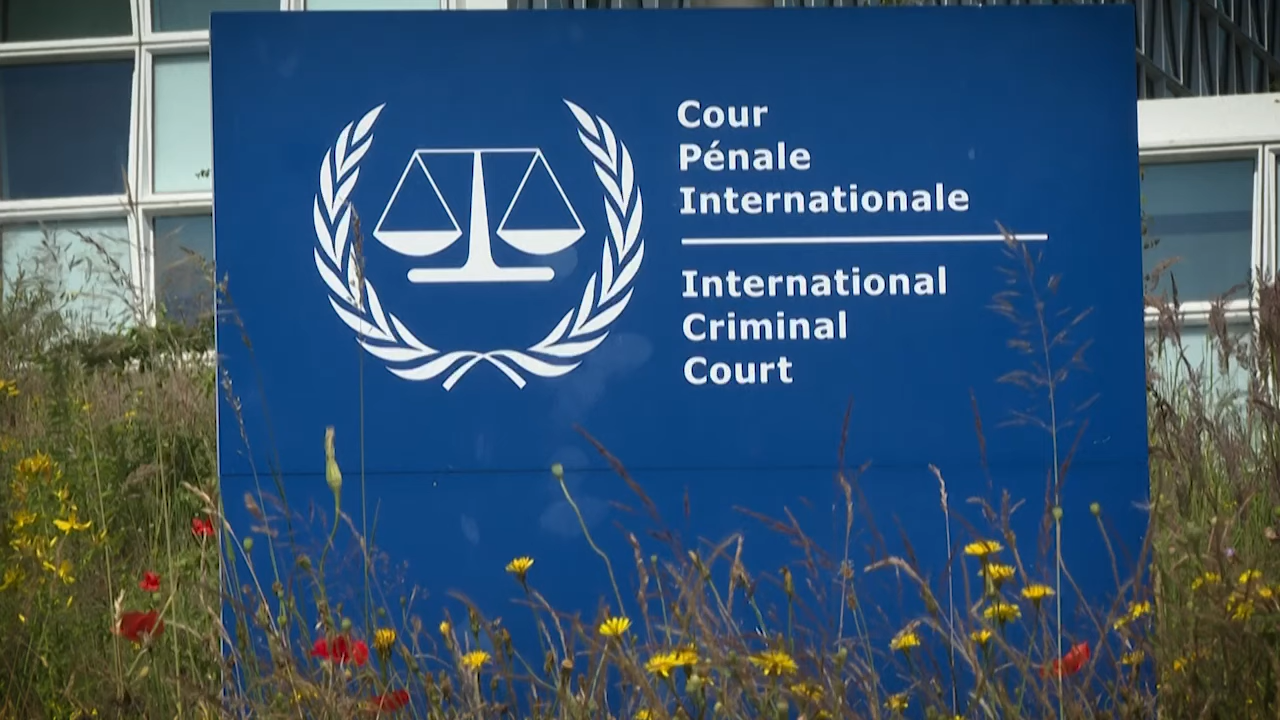 Cour
Pénale
Internationale
International
Criminal
Court